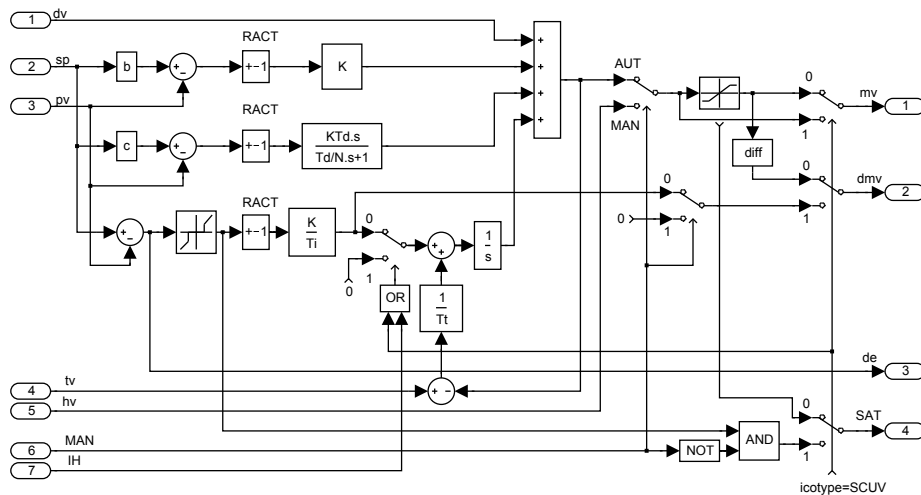 1 dv
2 sp
3 pv
b
+ -
RACT
+-1
K
c
+ -
RACT
+-1
KTd.s
Td/N.s+1
+ -
RACT
+-1
K
Ti
0
1
0
OR
+
+
1
s
1
Tt
+ -
+
+
+
+
AUT
MAN
0
1
0
diff
0
1
mv
1
0
1
dmv
2
de
3
4 tv
5 hv
6 MAN
7 IH
NOT
AND
0
1
SAT
4
icotype=SCUV